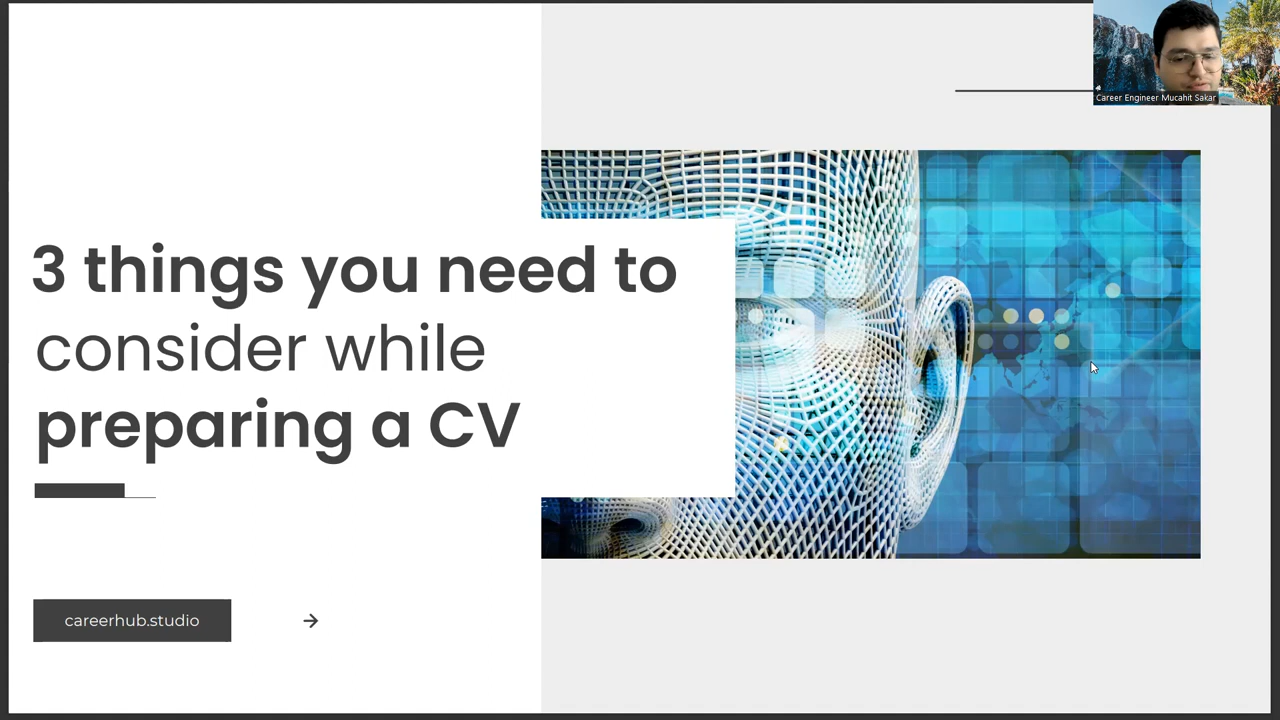 Career Engineer Mucahit Sakar
3 things you need to
consider while
preparing a CV
careerhub.studio